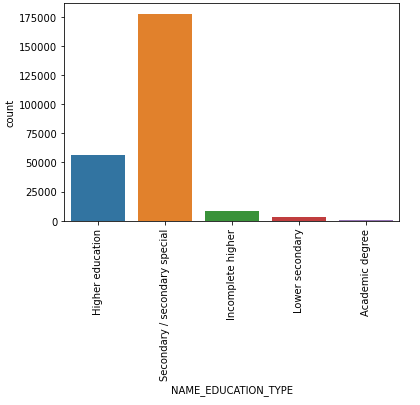 175000
150000
125000
100000
75000
50000
25000
0
count
Higher education
Secondary / secondary special
Incomplete higher
Lower secondary
Academic degree
NAME_EDUCATION_TYPE